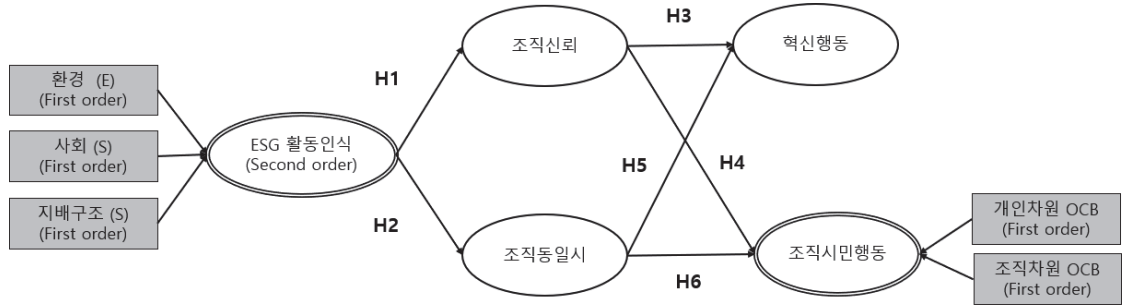 환경 (E)
(First order)
사회 (S)
(First order)
지배구조 (S)
(First order)
ESG 활동인식
(Second order)
H1
H2
조직신뢰
조직동일시
H3
H5
H4
H6
혁신행동
조직시민행동
개인차원 OCB
(First order)
조직차원 OCB
(First order)